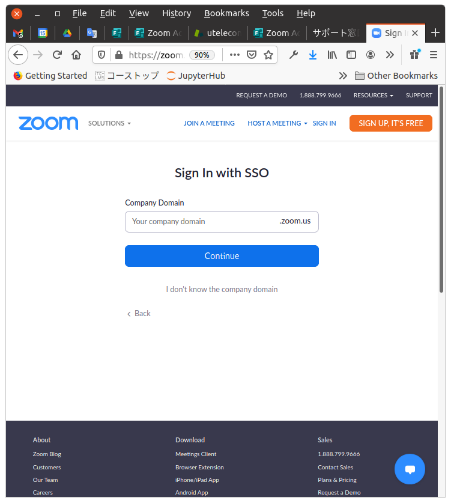 File Edit View History Bookmarks Tools Help
Zoom Ac utelecor Zoom Ac サポート窓 Sign I
https://zoom. 90%
Getting Started コーストップ JupyterHub Other Bookmarks
REQUEST A DEMO 1.888.799.9666 RESOURCES SUPPORT
zoom SOLUTIONS JOIN A MEETING HOST A MEETING SIGN IN SIGN UP, IT'S FREE
Sign In with SSO
Company Domain
Your company domain .zoom.us
Continue
I don't know the company domain
Back
About Download Sales
Zoom Blog Meetings Client 1.888.799.9666
Customers Browser Extension Contact Sales
Our Team iPhone/iPad App Plans & Pricing
Careers Android App Request a Demo